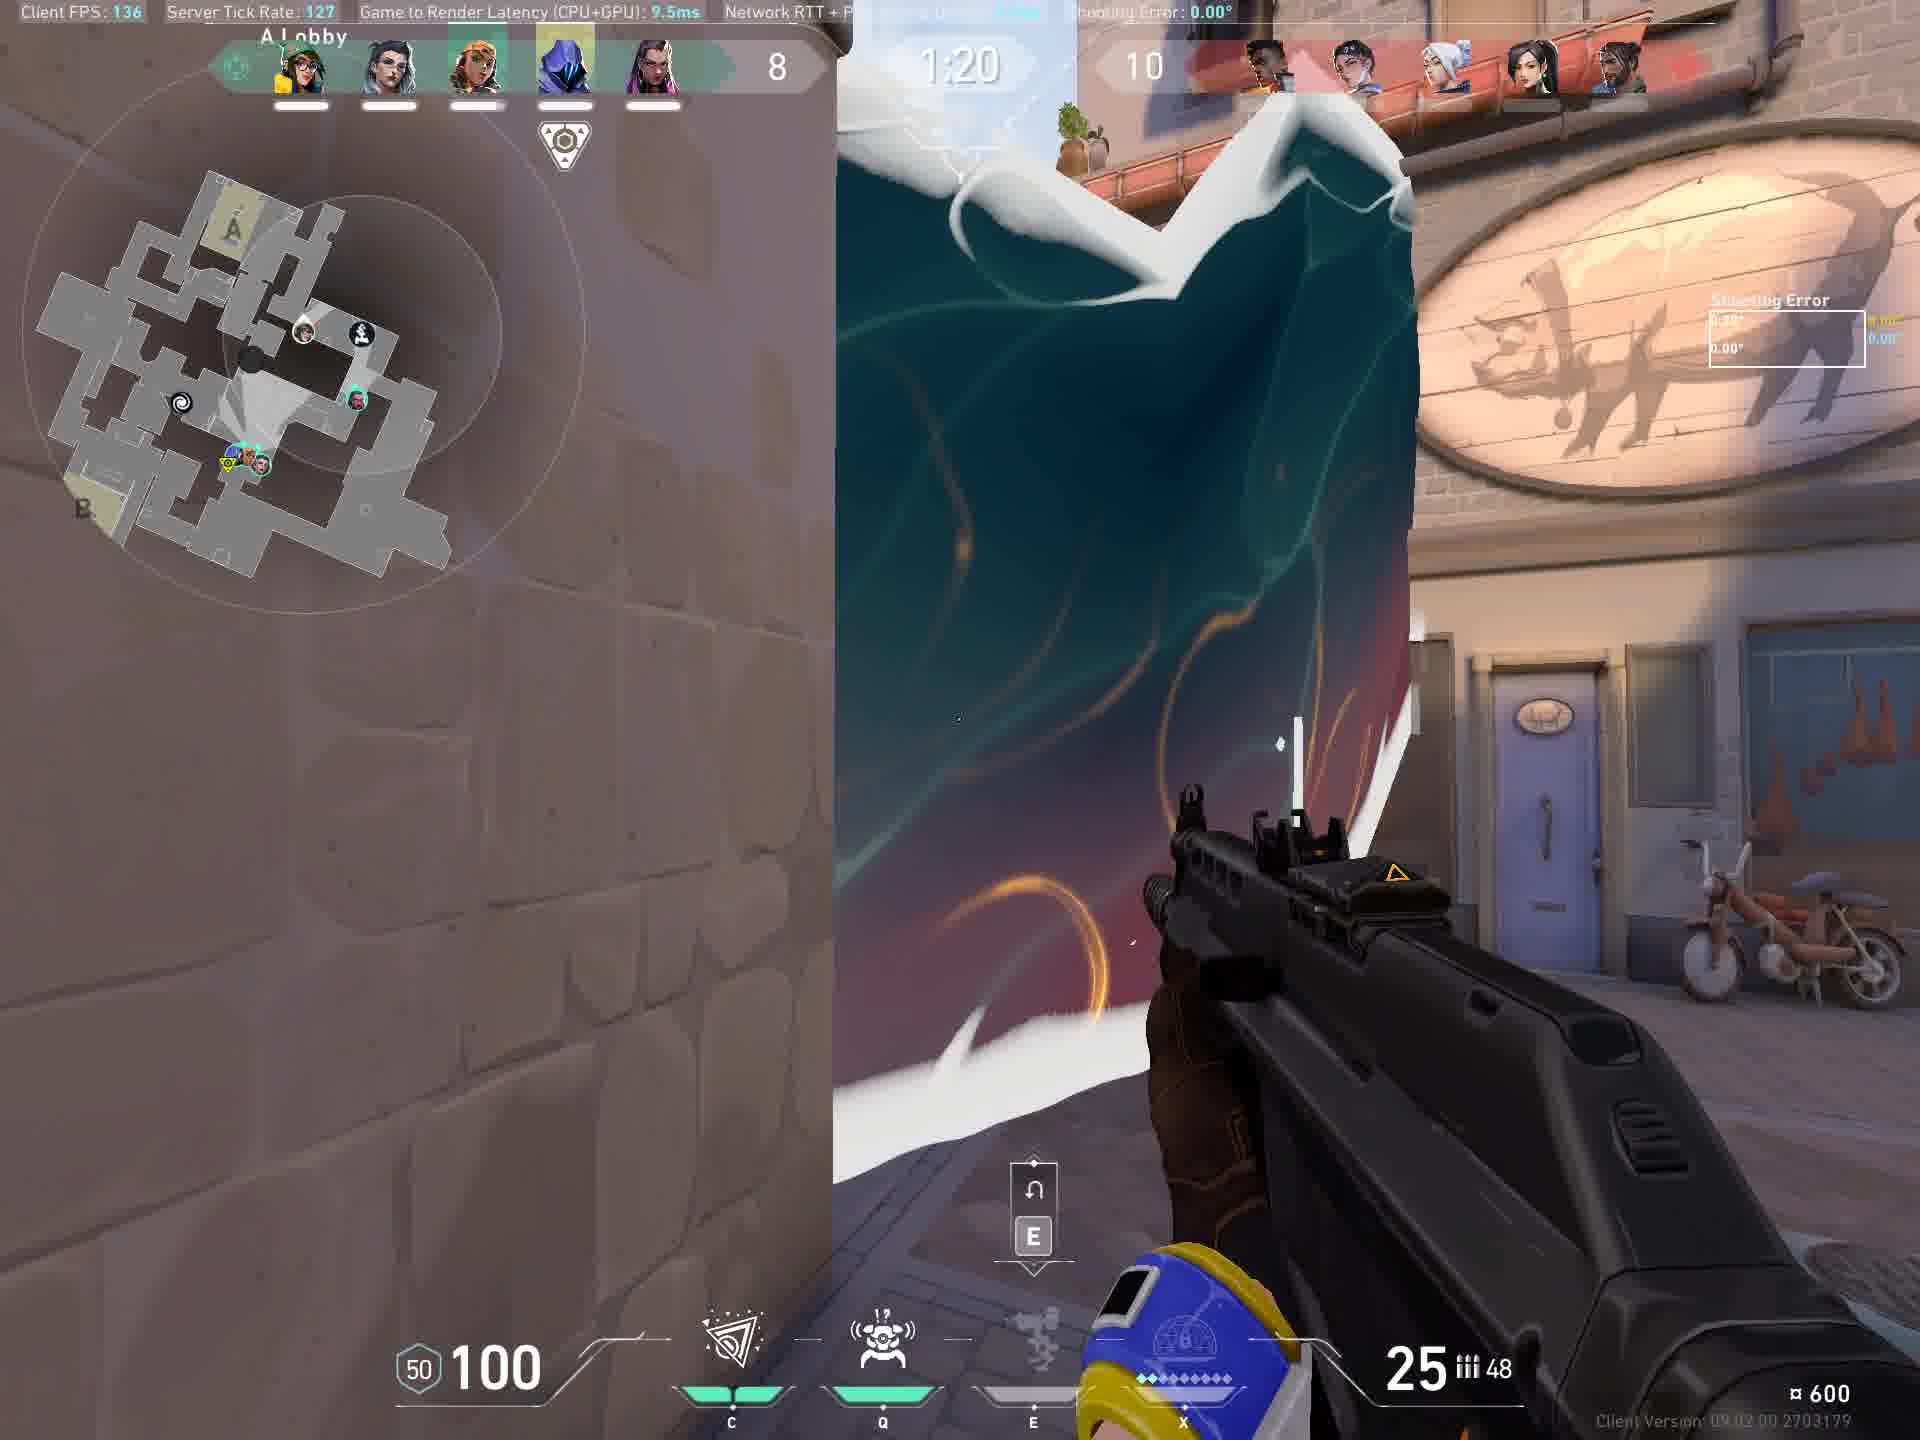 Client FPS: 136 Server Tick Rate: 127 Game to Render Latency (CPU+GPU): 9.5ms Network RTT + P Shooting Error: 0.00°
A Lobby
8 1:20 10
A
B
Shooting Error
0.00°
E
50 100
C Q E X
25 48
¤ 600
Client Version: 09.02.00.2703179